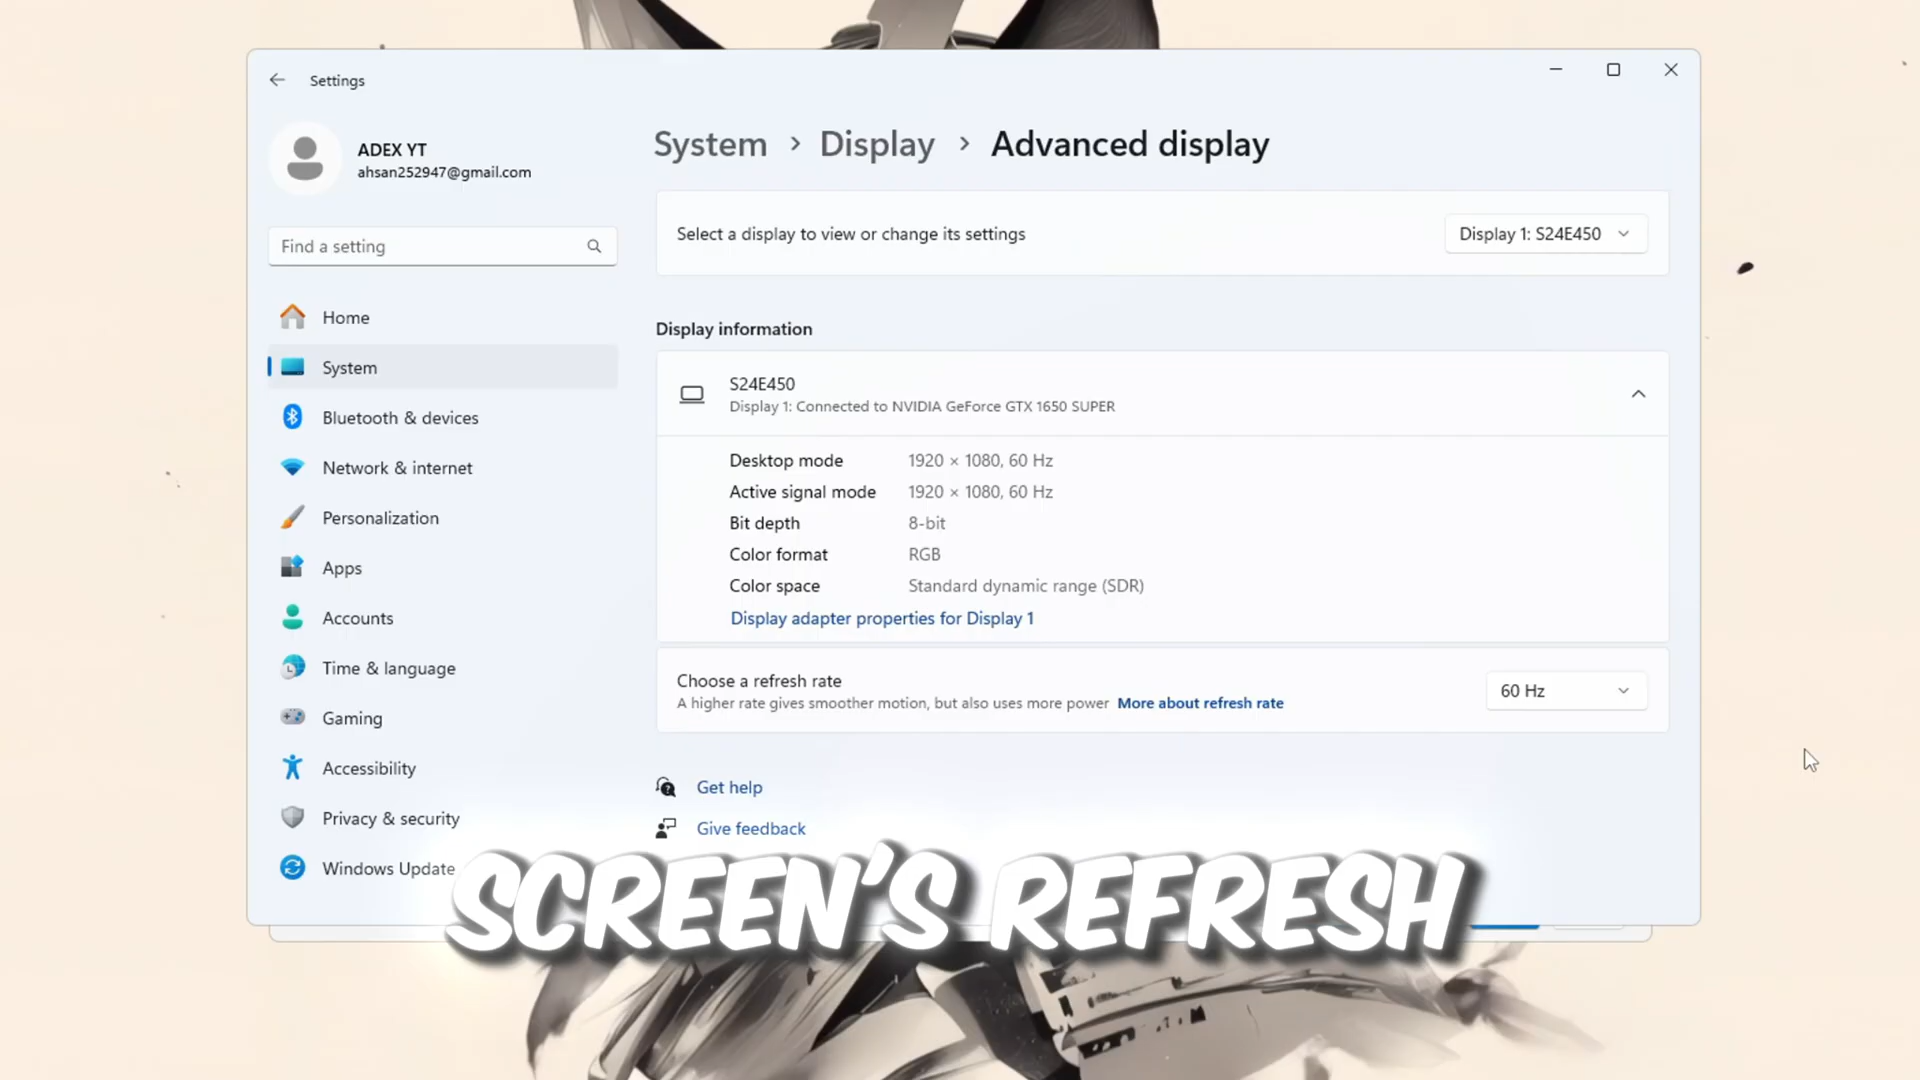 Settings
ADEX YT
ahsan252947@gmail.com
Find a setting
Home
System
Bluetooth & devices
Network & internet
Personalization
Apps
Accounts
Time & language
Gaming
Accessibility
Privacy & security
Windows Update
System > Display > Advanced display
Select a display to view or change its settings
Display 1: S24E450
Display information
S24E450
Display 1: Connected to NVIDIA GeForce GTX 1650 SUPER
Desktop mode 1920 × 1080, 60 Hz
Active signal mode 1920 × 1080, 60 Hz
Bit depth 8-bit
Color format RGB
Color space Standard dynamic range (SDR)
Display adapter properties for Display 1
Choose a refresh rate
A higher rate gives smoother motion, but also uses more power More about refresh rate
60 Hz
Get help
Give feedback
SCREEN'S REFRESH